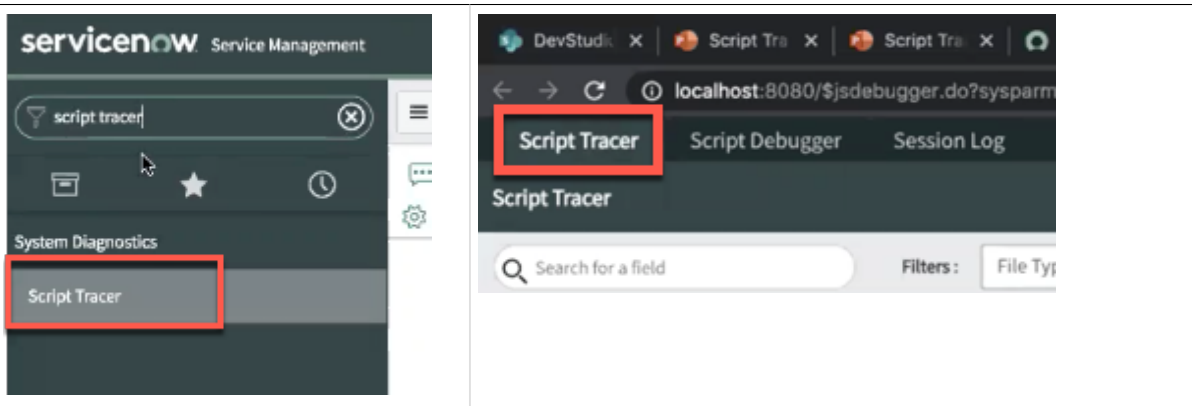 servicenow Service Management
script tracer
System Diagnostics
Script Tracer
DevStudi
Script Tra
Script Tra
localhost:8080/$jsdebugger.do?sysparm
Script Tracer Script Debugger Session Log
Script Tracer
Search for a field Filters : File Typ